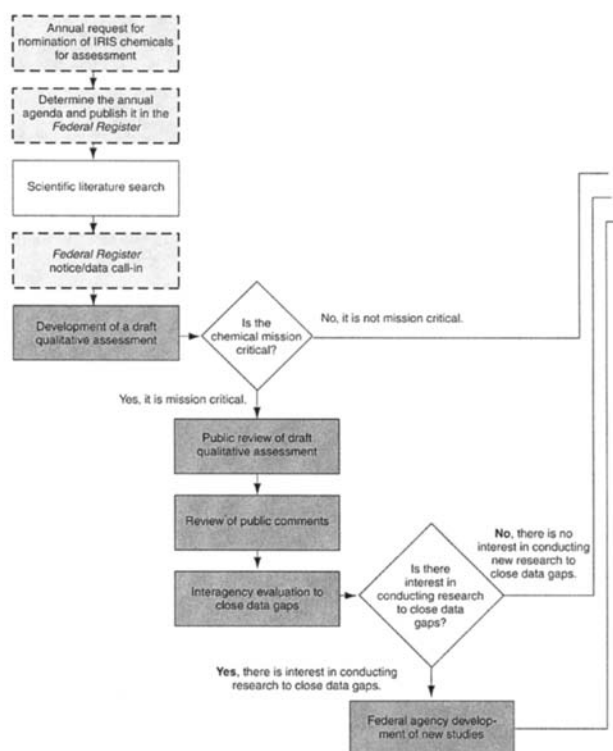 Annual request for
nomination of IRIS chemicals
for assessment
Determine the annual
agenda and publish it in the
Federal Register
Scientific literature search
Federal Register
notice/data call-in
Development of a draft
qualitative assessment
Is the
chemical mission
critical?
No, it is not mission critical.
Yes, it is mission critical.
Public review of draft
qualitative assessment
Review of public comments
Interagency evaluation to
close data gaps
Is there
interest in
conducting research
to close data
gaps?
No, there is no
interest in conducting
new research to
close data gaps.
Yes, there is interest in conducting
research to close data gaps.
Federal agency develop-
ment of new studies